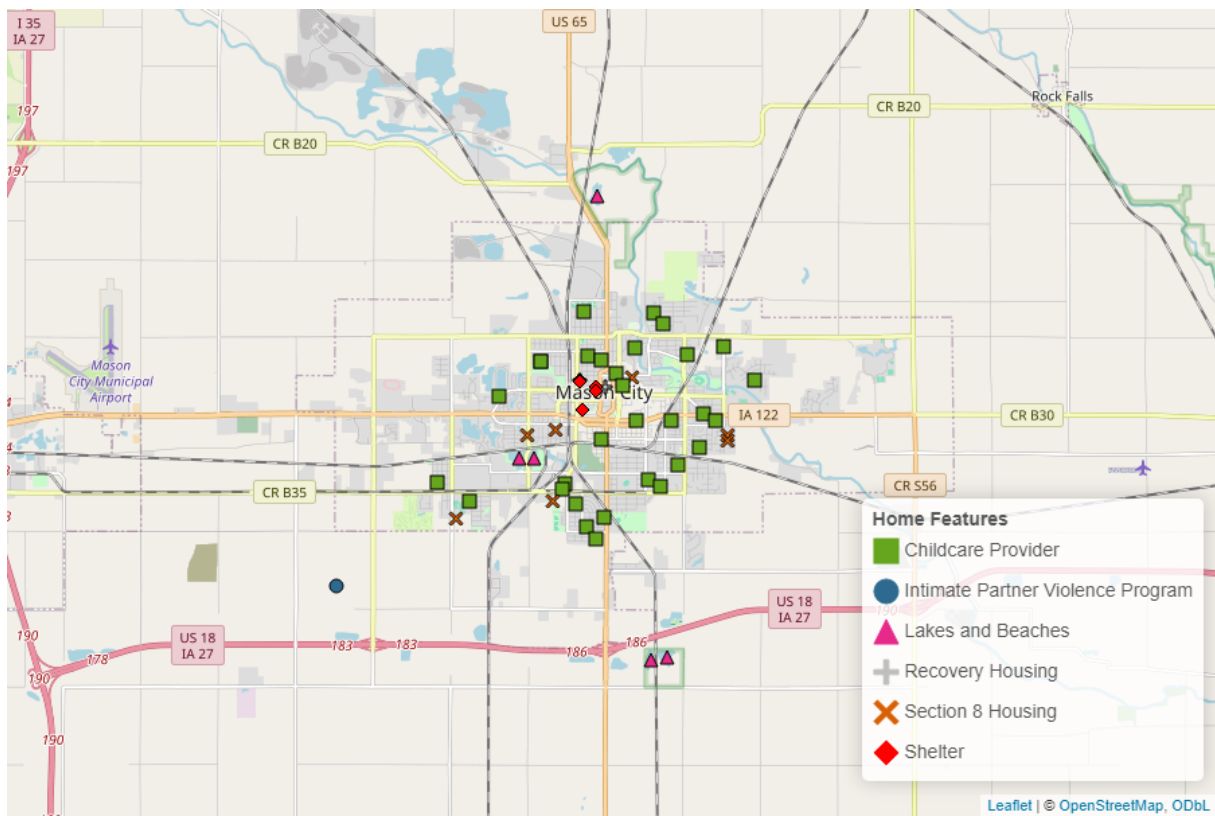 I 35
IA 27
US 65
197
CR B20
Rock Falls
CR B20
197
Mason
City Municipal
Airport
Mason City
IA 122
CR B30
CR B35
CR S56
Home Features
Childcare Provider
Intimate Partner Violence Program
Lakes and Beaches
Recovery Housing
Section 8 Housing
Shelter
US 18
IA 27
190
190
US 18
IA 27
183
183
186
186
178
190
190
Leaflet | © OpenStreetMap, ODbL